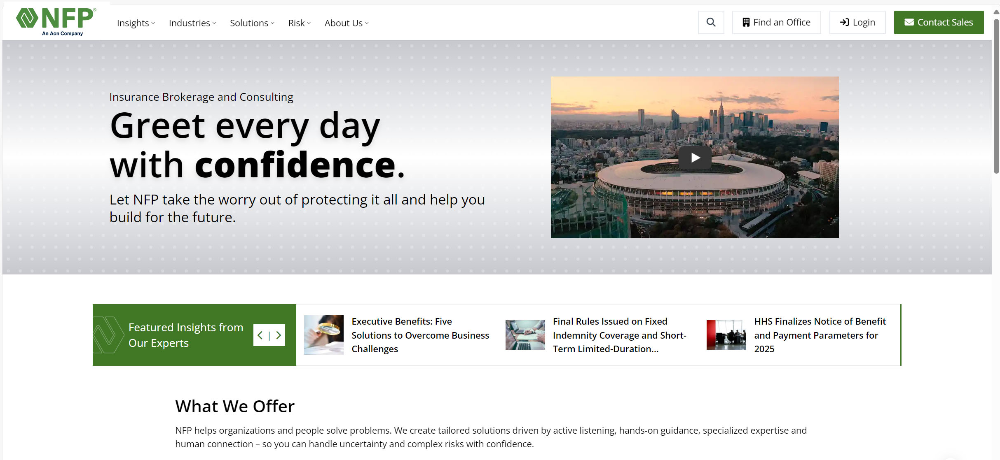 NFP®
An Aon Company
Insights
Industries
Solutions
Risk
About Us
Find an Office
Login
Contact Sales
Insurance Brokerage and Consulting
Greet every day
with confidence.
Let NFP take the worry out of protecting it all and help you
build for the future.
Featured Insights from
Our Experts
Executive Benefits: Five
Solutions to Overcome Business
Challenges
Final Rules Issued on Fixed
Indemnity Coverage and Short-
Term Limited-Duration...
HHS Finalizes Notice of Benefit
and Payment Parameters for
2025
What We Offer
NFP helps organizations and people solve problems. We create tailored solutions driven by active listening, hands-on guidance, specialized expertise and
human connection – so you can handle uncertainty and complex risks with confidence.